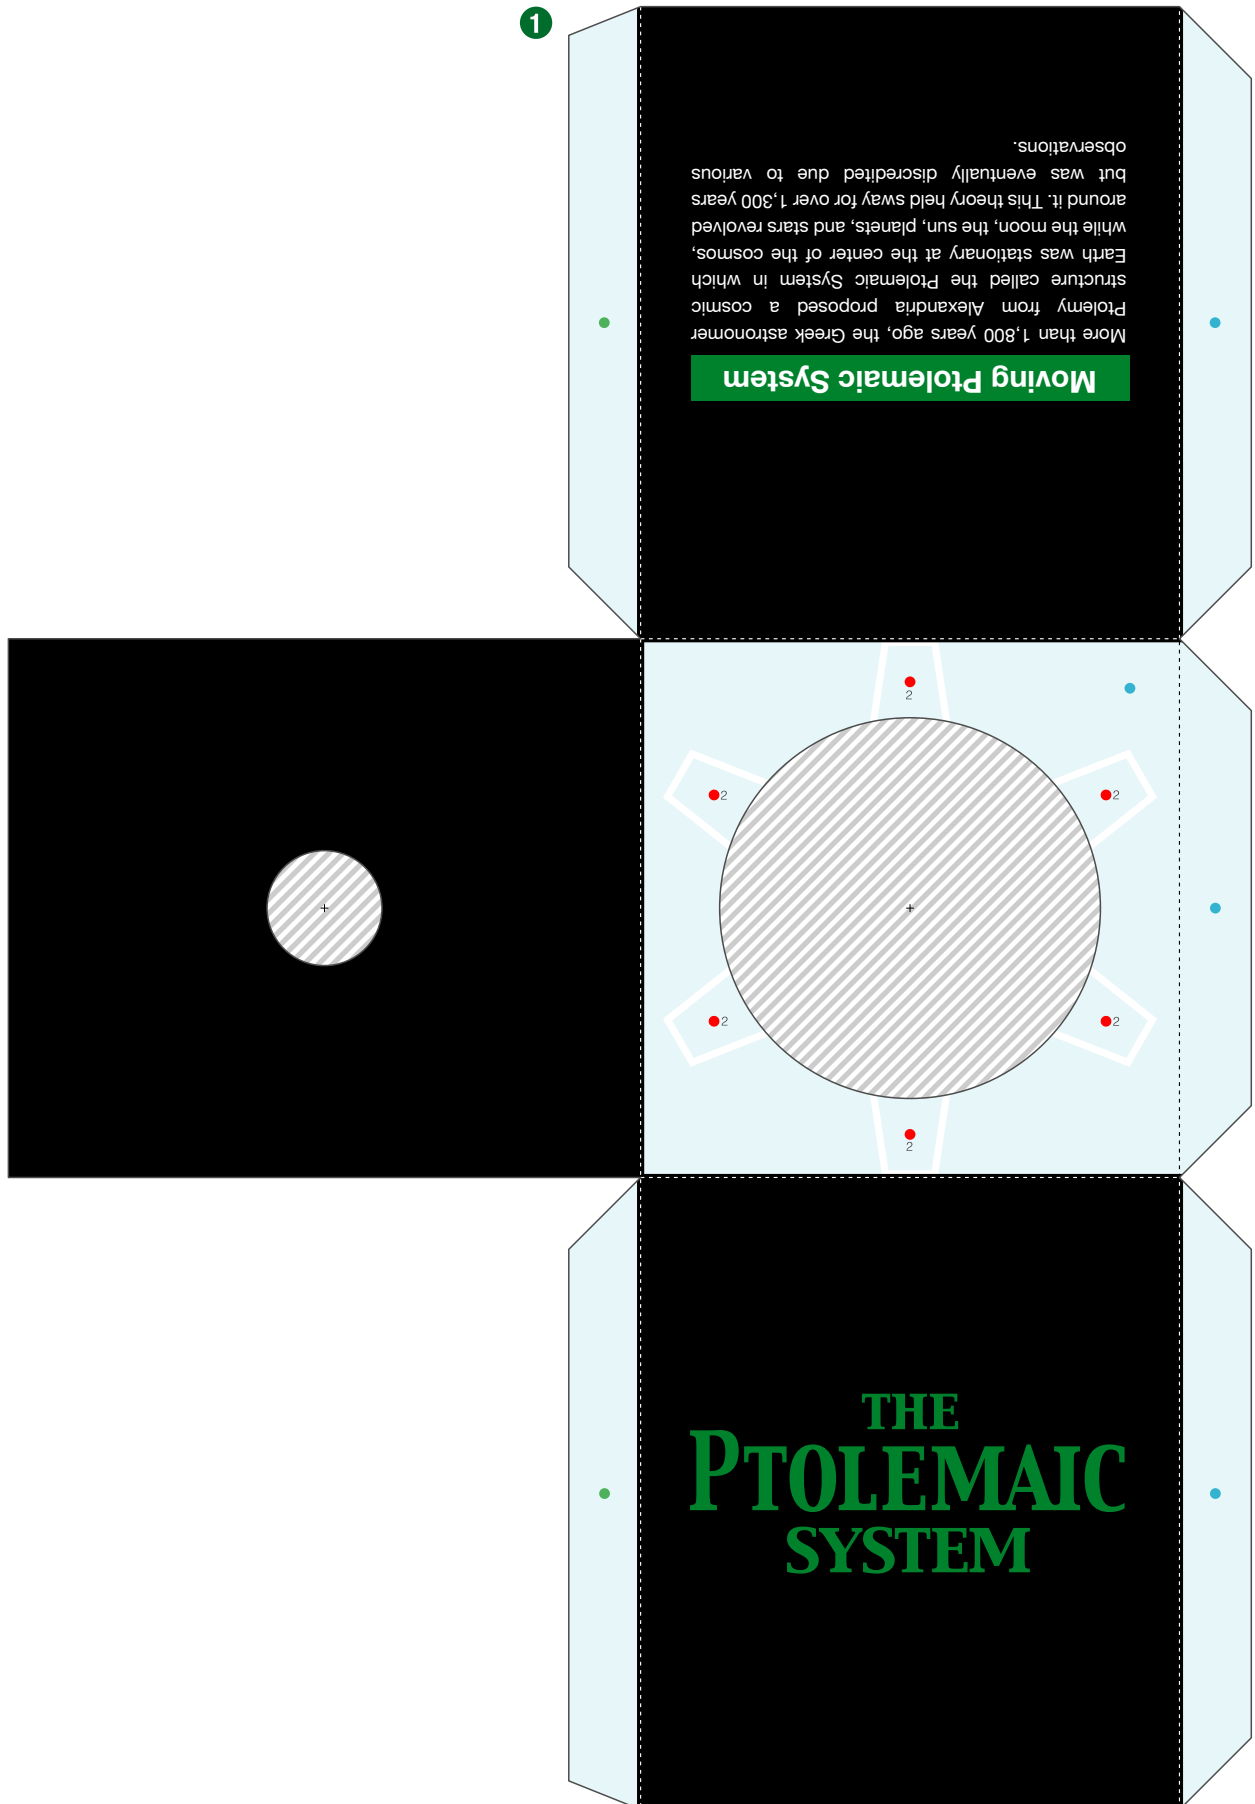 1
Moving Ptolemaic System
More than 1,800 years ago, the Greek astronomer
Ptolemy from Alexandria proposed a cosmic
structure called the Ptolemaic System in which
Earth was stationary at the center of the cosmos,
while the moon, the sun, planets, and stars revolved
around it. This theory held sway for over 1,300 years
but was eventually discredited due to various
observations.
2
2
2
2
2
2
THE
PTOLEMAIC
SYSTEM